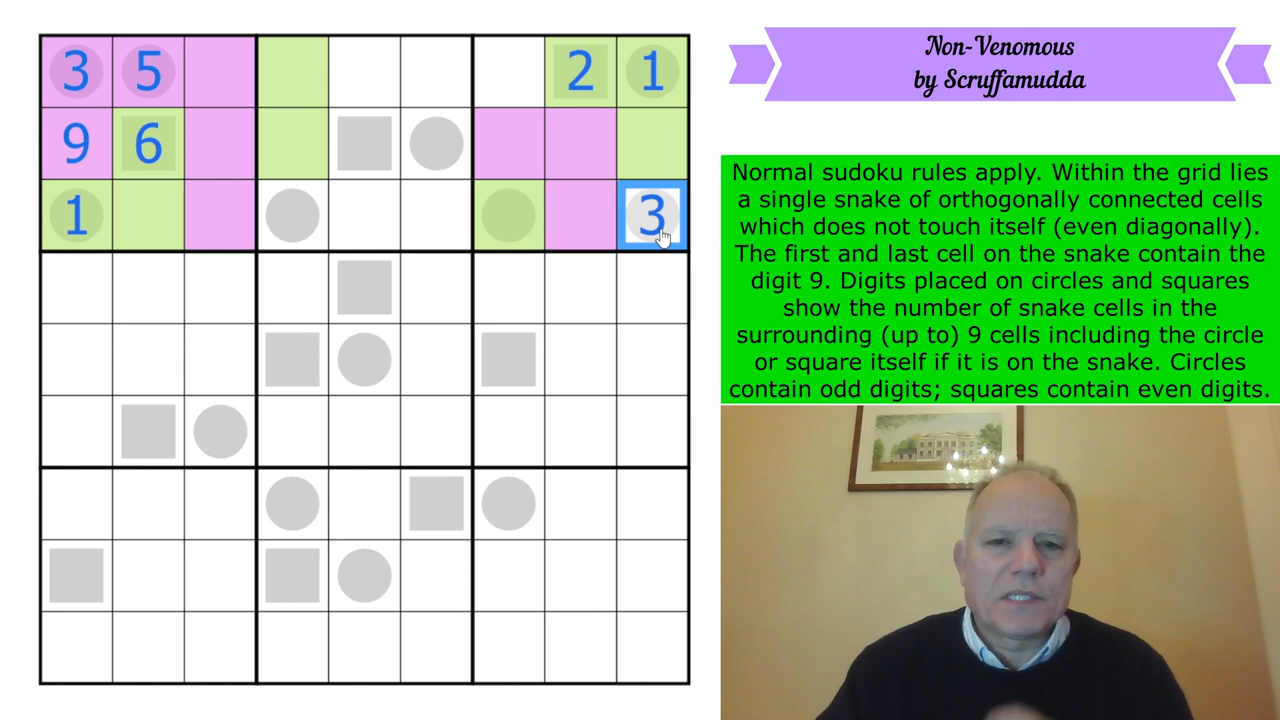 Non-Venomous
by Scruffamudda
Normal sudoku rules apply. Within the grid lies
a single snake of orthogonally connected cells
which does not touch itself (even diagonally).
The first and last cell on the snake contain the
digit 9. Digits placed on circles and squares
show the number of snake cells in the
surrounding (up to) 9 cells including the circle
or square itself if it is on the snake. Circles
contain odd digits; squares contain even digits.
3 5 2 1
9 6
1 3